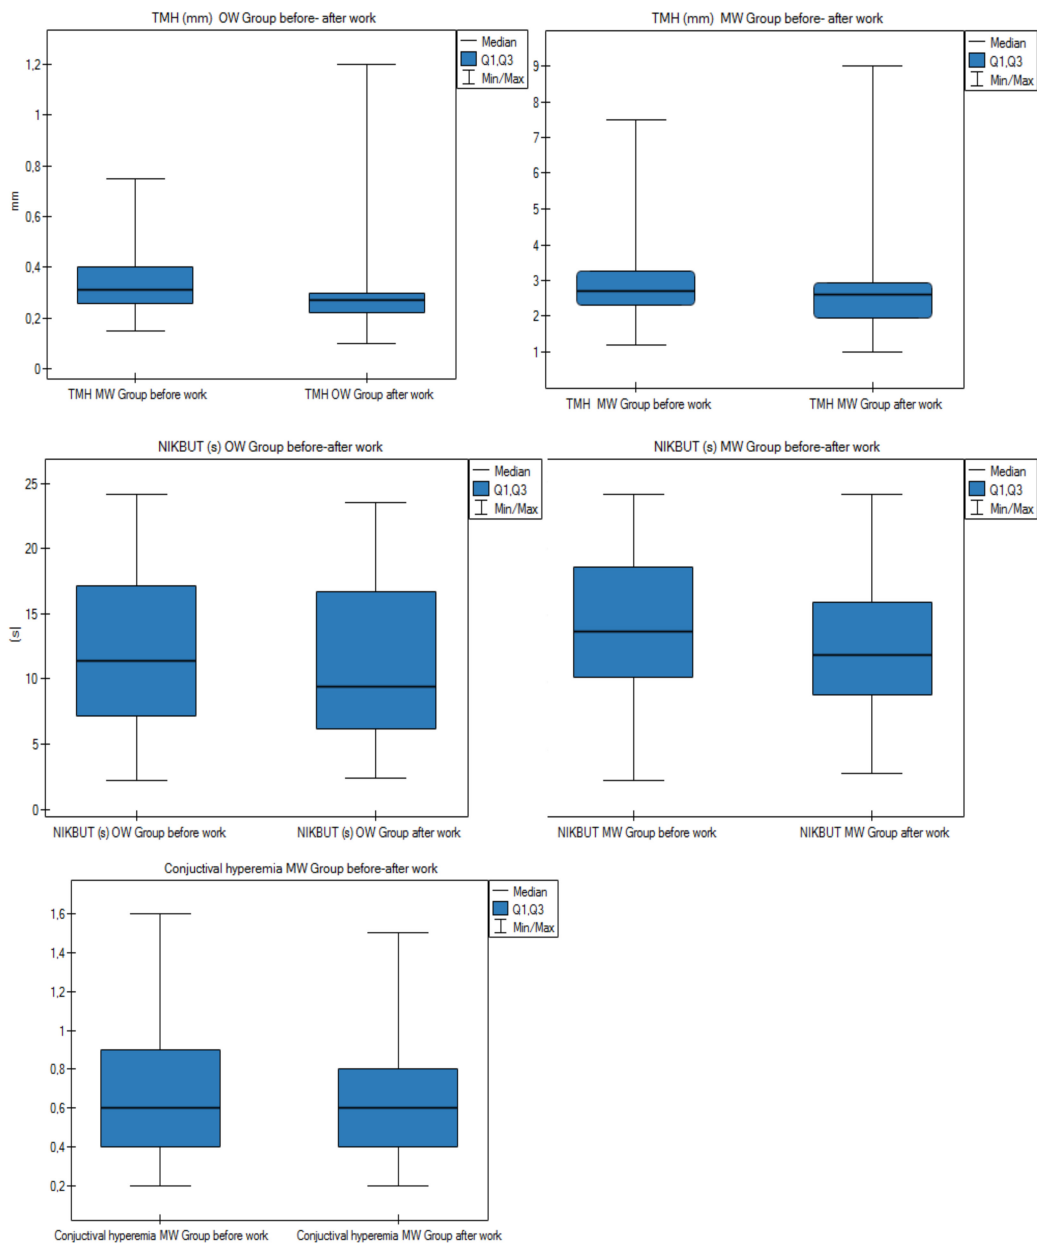 TMH (mm) OW Group before- after work
Median
Q1,Q3
Min/Max
1,2
1
0,8
0,6
0,4
0,2
0
mm
TMH MW Group before work
TMH OW Group after work
TMH (mm) MW Group before- after work
Median
Q1,Q3
Min/Max
9
8
7
6
5
4
3
2
1
TMH MW Group before work
TMH MW Group after work
NIKBUT (s) OW Group before-after work
Median
Q1,Q3
Min/Max
25
20
15
10
5
0
(s)
NIKBUT (s) OW Group before work
NIKBUT (s) OW Group after work
NIKBUT (s) MW Group before-after work
Median
Q1,Q3
Min/Max
NIKBUT MW Group before work
NIKBUT MW Group after work
Conjuctival hyperemia MW Group before-after work
Median
Q1,Q3
Min/Max
1,6
1,4
1,2
1
0,8
0,6
0,4
0,2
Conjuctival hyperemia MW Group before work
Conjuctival hyperemia MW Group after work